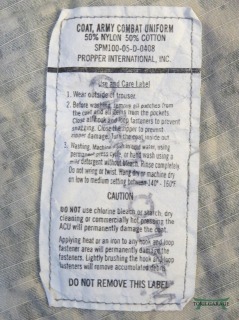 COAT, ARMY COMBAT UNIFORM
50% NYLON 50% COTTON
SPM100-05-D-0408
PROPPER INTERNATIONAL, INC.
Use and Care Label
1. Wear outside of trouser.
2. Before washing, remove all patches from
the coat and all items from the pockets.
Close all hook and loop fasteners to prevent
snagging. Close the zipper to prevent
zipper damage. Turn the coat inside out.
3. Washing. Machine wash in warm water, using
permanent press cycle, or hand wash using a
mild detergent without bleach. Rinse completely.
Do not wring or twist. Hang dry or machine dry
on low to medium setting between 140° - 160°F.
CAUTION
DO NOT use chlorine bleach or starch, dry
cleaning or commercially hot pressing the
ACU will permanently damage the coat.
Applying heat or an iron to any hook and loop
fastener area will permanently damage the
fasteners. Lightly brushing the hook and loop
fasteners will remove accumulated debris.
DO NOT REMOVE THIS LABEL